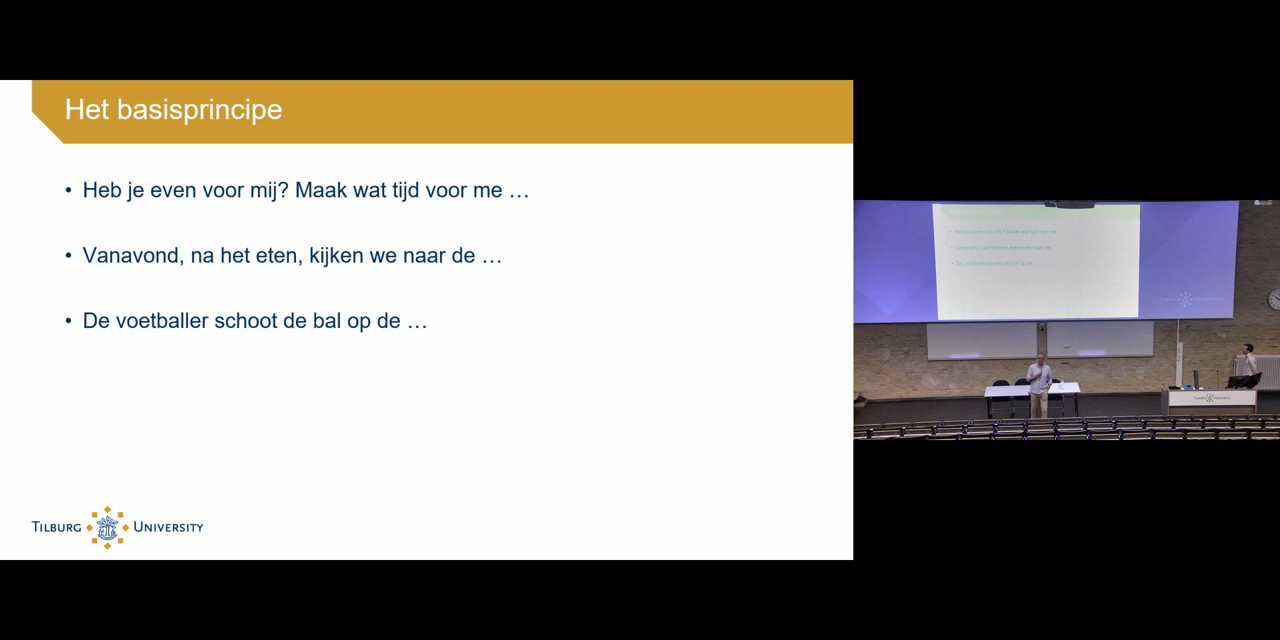 Het basisprincipe
• Heb je even voor mij? Maak wat tijd voor me …
• Vanavond, na het eten, kijken we naar de …
• De voetballer schoot de bal op de …
TILBURG UNIVERSITY